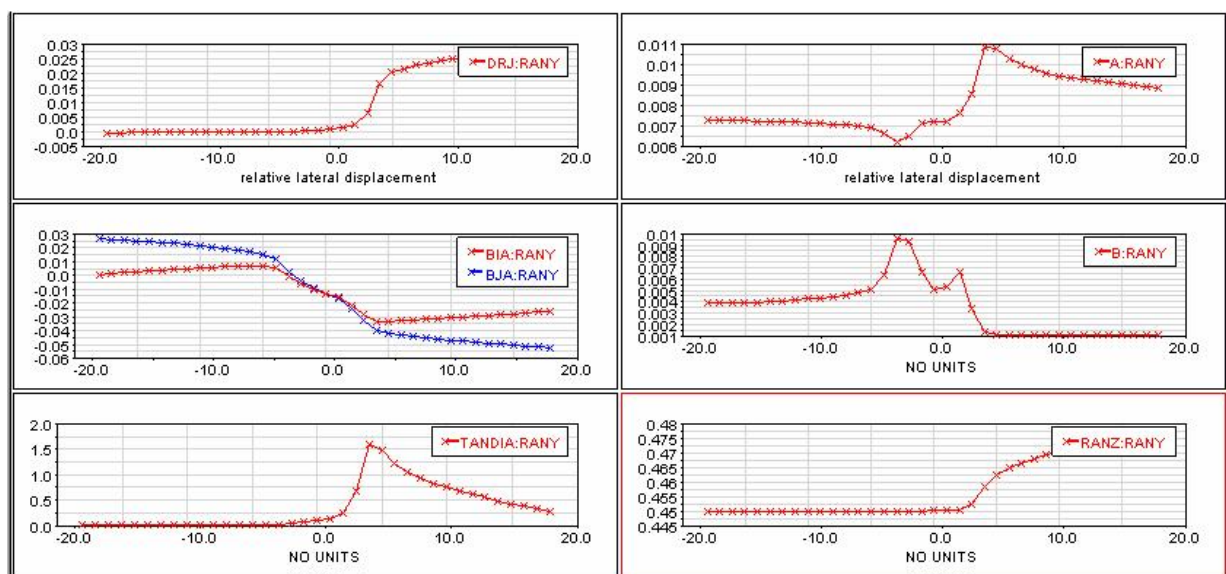 0.03
0.025
0.02
0.015
0.01
0.005
0.0
-0.005
DRJ:RANY
-20.0 -10.0 0.0 10.0 20.0
relative lateral displacement
0.011
0.01
0.009
0.008
0.007
0.006
A:RANY
-20.0 -10.0 0.0 10.0 20.0
relative lateral displacement
0.03
0.02
0.01
0.0
-0.01
-0.02
-0.03
-0.04
-0.05
-0.06
BIA:RANY
BJA:RANY
-20.0 -10.0 0.0 10.0 20.0
0.01
0.009
0.008
0.007
0.006
0.005
0.004
0.003
0.002
0.001
B:RANY
-20.0 -10.0 0.0 10.0 20.0
NO UNITS
2.0
1.5
1.0
0.5
0.0
TANDIA:RANY
-20.0 -10.0 0.0 10.0 20.0
NO UNITS
0.48
0.475
0.47
0.465
0.46
0.455
0.45
0.445
RANZ:RANY
-20.0 -10.0 0.0 10.0 20.0
NO UNITS